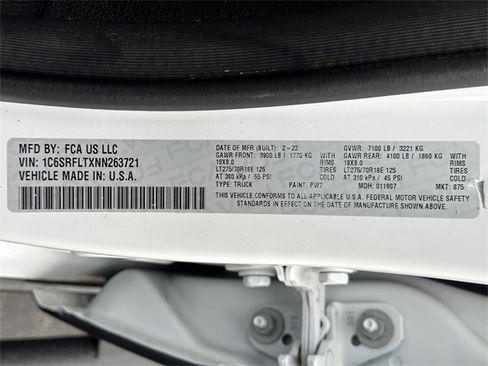 MFD BY: FCA US LLC
VIN: 1C6SRFLTXNN263721
VEHICLE MADE IN: U.S.A.
DATE OF MFR (BUILT): 2-22 GVWR: 7100 LB / 3221 KG
GAWR FRONT: 3900 LB / 1770 KG GAWR REAR: 4100 LB / 1860 KG
18X8.0 18X8.0
LT275/70R18E 125 TIRES LT275/70R18E 125 TIRES
AT 380 kPa / 55 PSI COLD AT 310 kPa / 45 PSI COLD
TYPE: TRUCK PAINT: PW7 MDH: 011907 MKT: 875
THIS VEHICLE CONFORMS TO ALL APPLICABLE U.S.A. FEDERAL MOTOR VEHICLE SAFETY
STANDARDS IN EFFECT ON THE DATE OF MANUFACTURE SHOWN ABOVE.